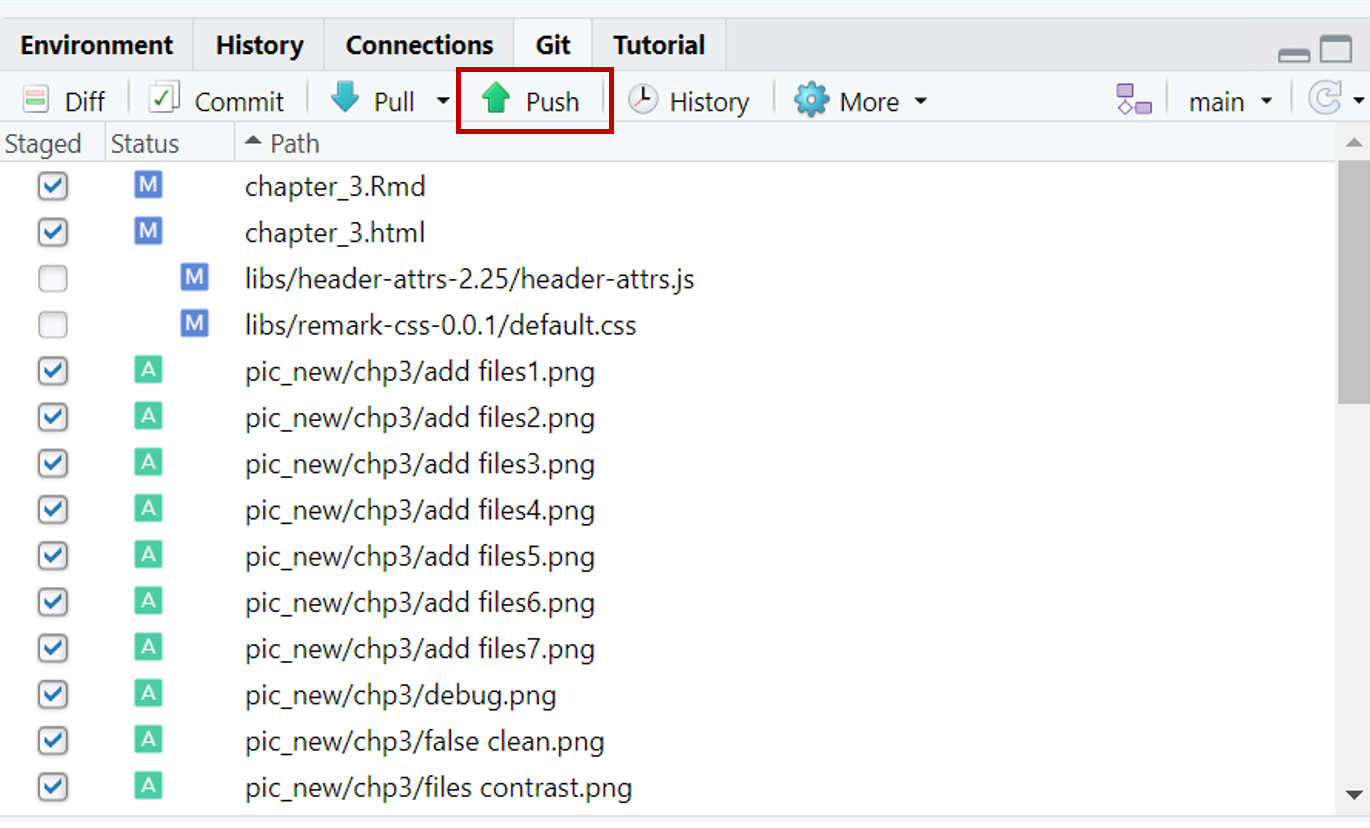 Environment History Connections Git Tutorial
Diff Commit Pull Push History More main
Staged Status Path
M chapter_3.Rmd
M chapter_3.html
M libs/header-attrs-2.25/header-attrs.js
M libs/remark-css-0.0.1/default.css
A pic_new/chp3/add files1.png
A pic_new/chp3/add files2.png
A pic_new/chp3/add files3.png
A pic_new/chp3/add files4.png
A pic_new/chp3/add files5.png
A pic_new/chp3/add files6.png
A pic_new/chp3/add files7.png
A pic_new/chp3/debug.png
A pic_new/chp3/false clean.png
A pic_new/chp3/files contrast.png